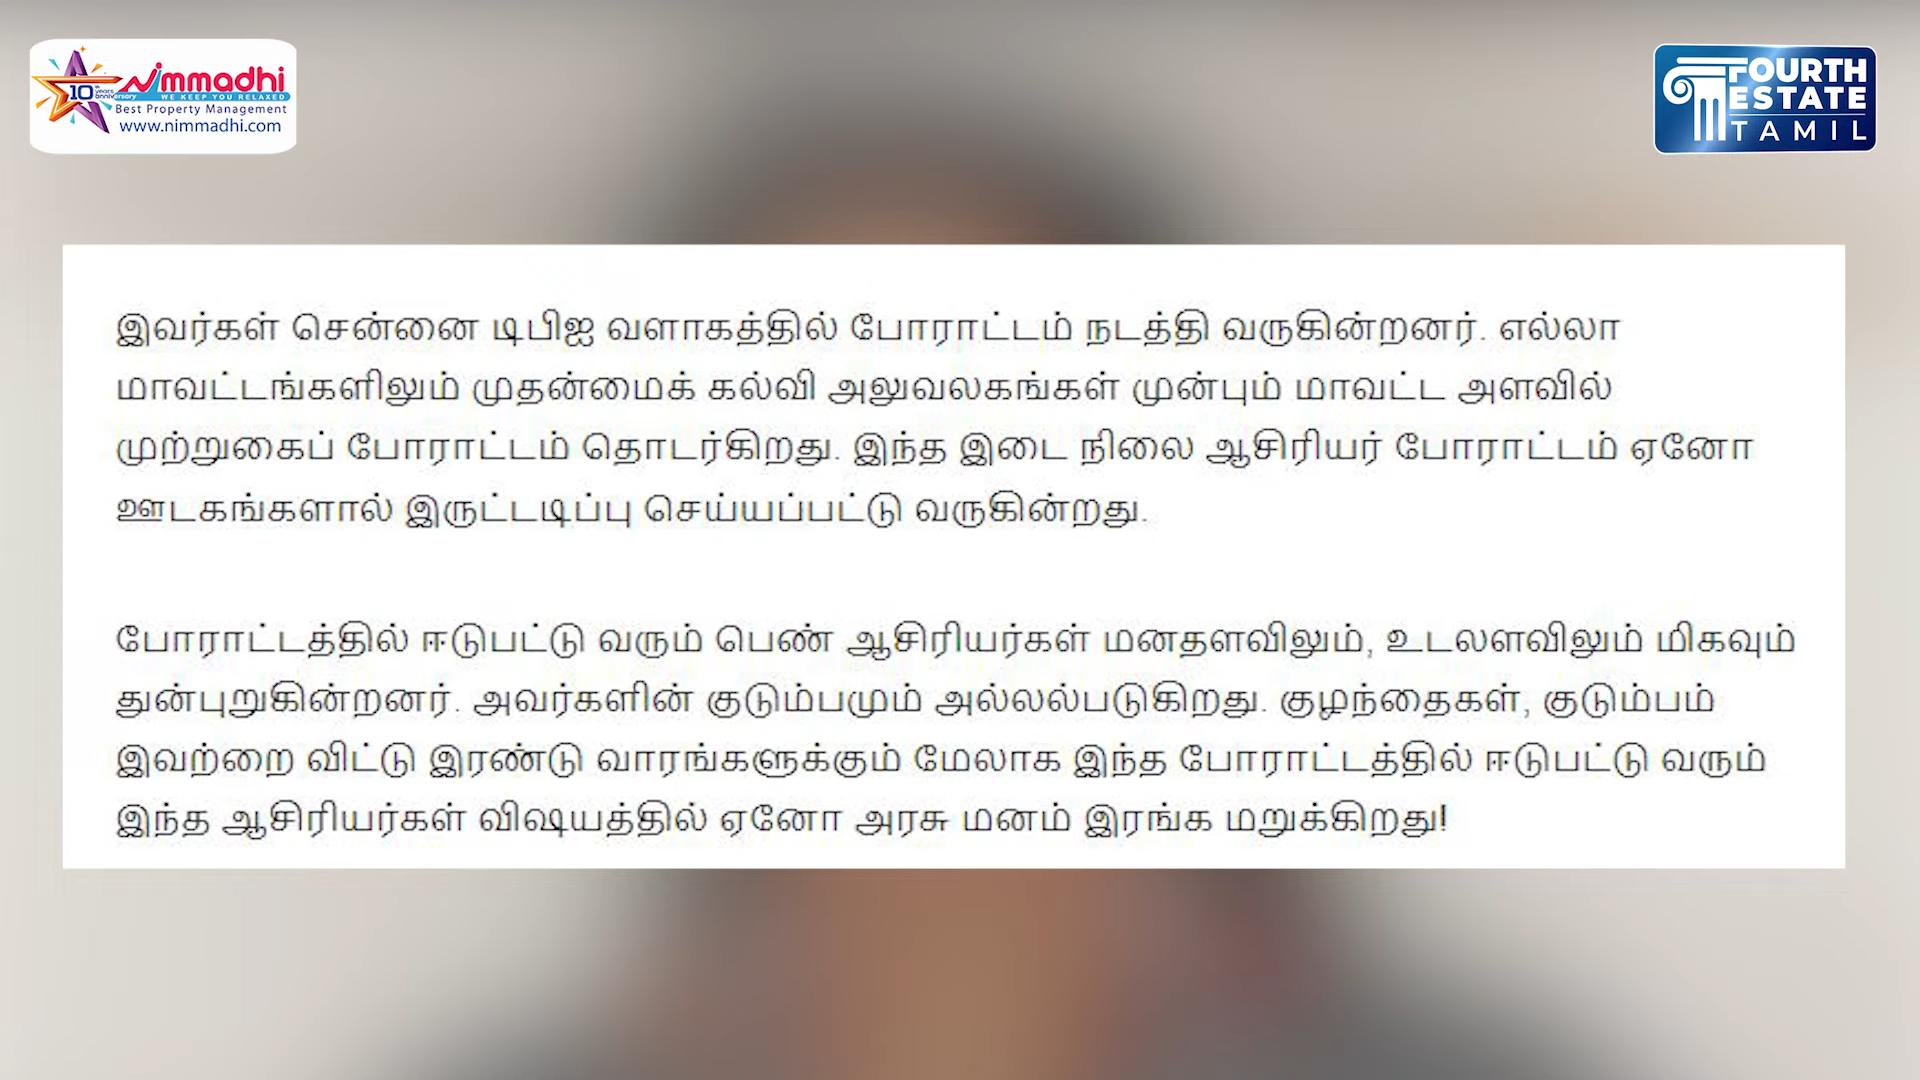 10th years anniversary
Nimmadhi
WE KEEP YOU RELAXED
Best Property Management
www.nimmadhi.com
FOURTH
ESTATE
TAMIL
இவர்கள் சென்னை டிபிஐ வளாகத்தில் போராட்டம் நடத்தி வருகின்றனர். எல்லா
மாவட்டங்களிலும் முதன்மைக் கல்வி அலுவலகங்கள் முன்பும் மாவட்ட அளவில்
முற்றுகைப் போராட்டம் தொடர்கிறது. இந்த இடை நிலை ஆசிரியர் போராட்டம் ஏனோ
ஊடகங்களால் இருட்டடிப்பு செய்யப்பட்டு வருகின்றது.
போராட்டத்தில் ஈடுபட்டு வரும் பெண் ஆசிரியர்கள் மனதளவிலும், உடலளவிலும் மிகவும்
துன்புறுகின்றனர். அவர்களின் குடும்பமும் அல்லல்படுகிறது. குழந்தைகள், குடும்பம்
இவற்றை விட்டு இரண்டு வாரங்களுக்கும் மேலாக இந்த போராட்டத்தில் ஈடுபட்டு வரும்
இந்த ஆசிரியர்கள் விஷயத்தில் ஏனோ அரசு மனம் இரங்க மறுக்கிறது!